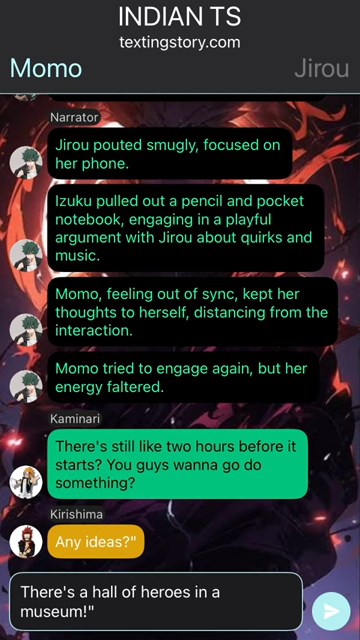 INDIAN TS
textingstory.com
Momo
Jirou
Narrator
Jirou pouted smugly, focused on
her phone.
Izuku pulled out a pencil and pocket
notebook, engaging in a playful
argument with Jirou about quirks and
music.
Momo, feeling out of sync, kept her
thoughts to herself, distancing from the
interaction.
Momo tried to engage again, but her
energy faltered.
Kaminari
There's still like two hours before it
starts? You guys wanna go do
something?
Kirishima
Any ideas?"
There's a hall of heroes in a
museum!"